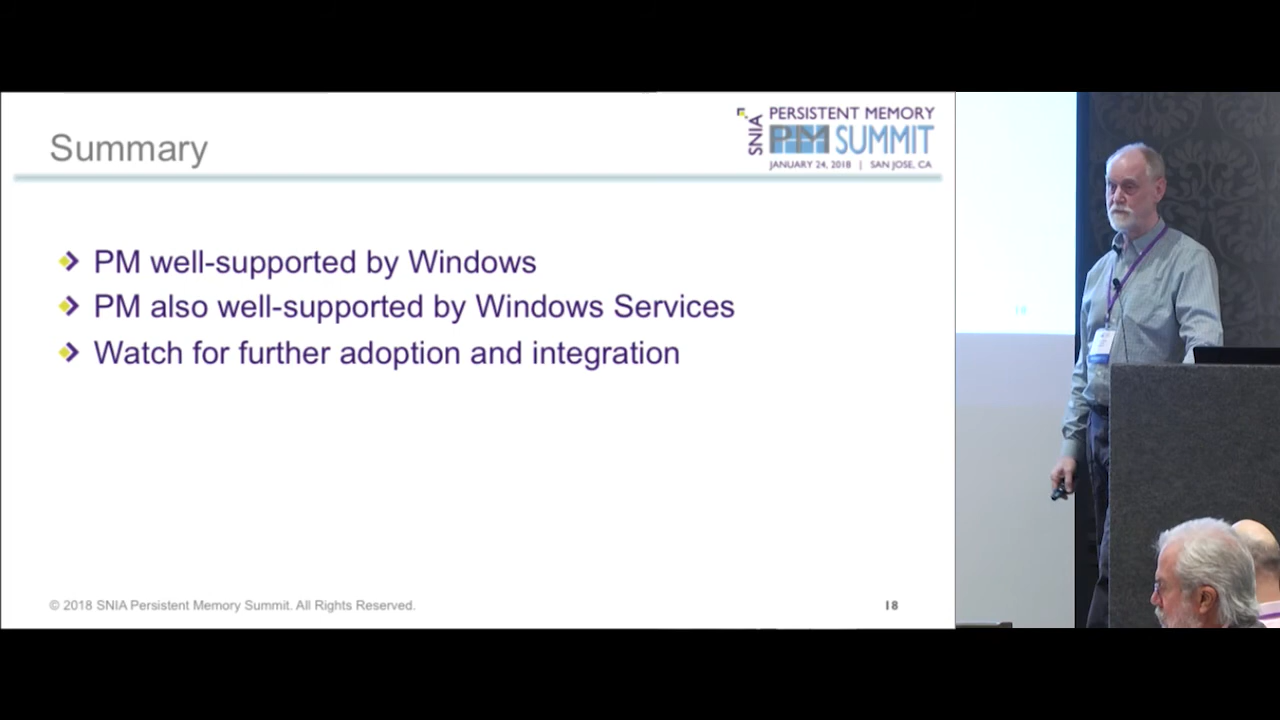 Summary
SNIA
PERSISTENT MEMORY
PM SUMMIT
JANUARY 24, 2018 | SAN JOSE, CA
PM well-supported by Windows
PM also well-supported by Windows Services
Watch for further adoption and integration
© 2018 SNIA Persistent Memory Summit. All Rights Reserved.
18
18